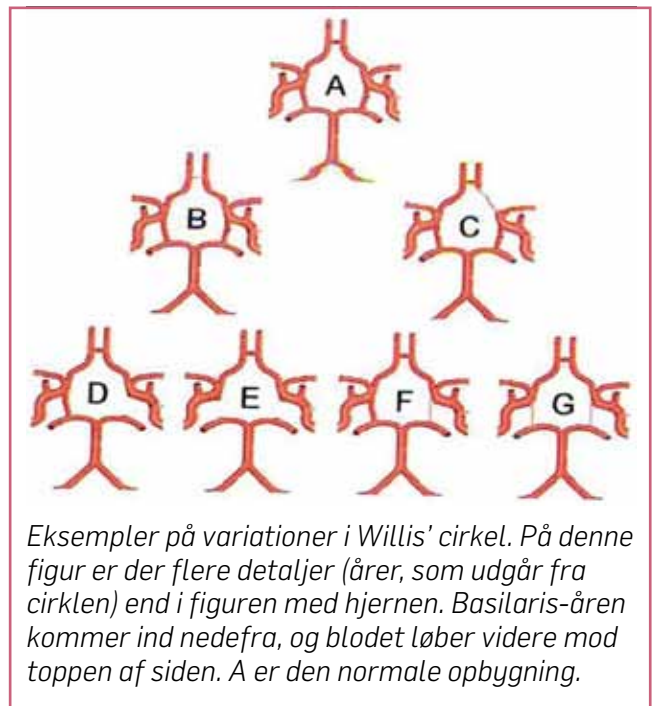 A
B
C
D
E
F
G
Eksempler på variationer i Willis’ cirkel. På denne
figur er der flere detaljer (årer, som udgår fra
cirklen) end i figuren med hjernen. Basilaris-åren
kommer ind nedefra, og blodet løber videre mod
toppen af siden. A er den normale opbygning.